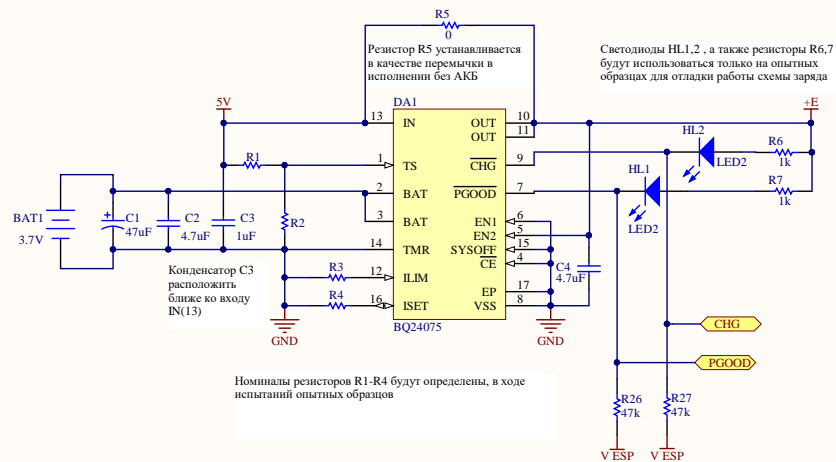 R5
0
Резистор R5 устанавливается
в качестве перемычки в
исполнении без АКБ
Светодиоды HL1,2 , а также резисторы R6,7
будут использоваться только на опытных
образцах для отладки работы схемы заряда
5V
DA1
+E
13
IN
OUT
10
OUT
11
HL2
R6
1k
R1
1
TS
CHG
9
LED2
HL1
R7
1k
2
BAT
PGOOD
7
LED2
BAT1
3.7V
C1
47uF
C2
4.7uF
C3
1uF
R2
3
BAT
EN1
6
EN2
5
14
TMR
SYSOFF
15
CE
4
C4
4.7uF
Конденсатор C3
расположить
ближе ко входу
IN(13)
R3
12
ILIM
R4
16
ISET
EP
17
VSS
8
GND
BQ24075
GND
CHG
PGOOD
Номиналы резисторов R1-R4 будут определены, в ходе
испытаний опытных образцов
R26
47k
R27
47k
V ESP
V ESP